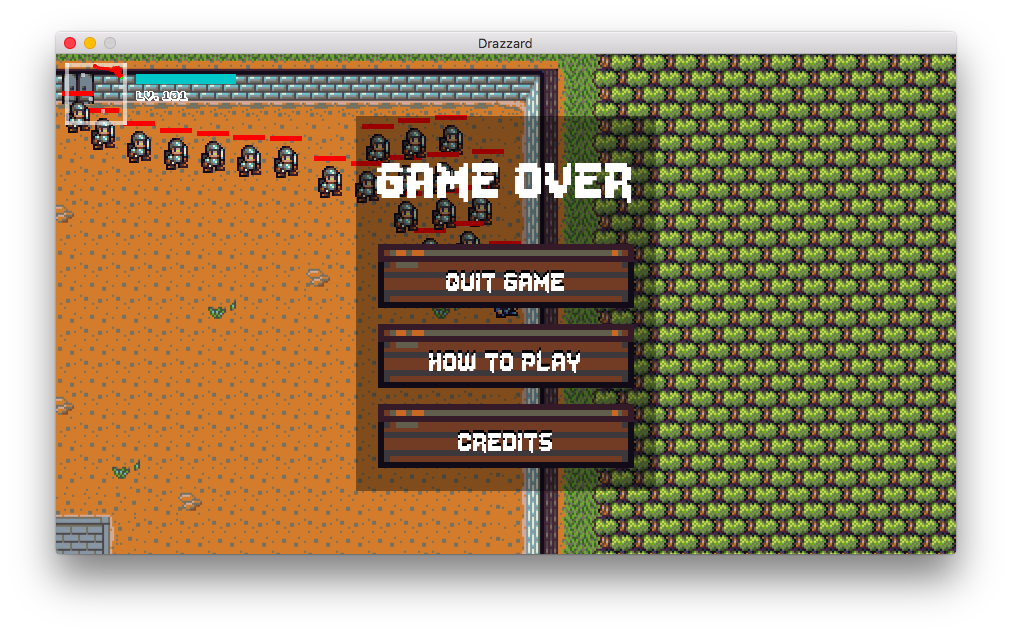 Drazzard
LV.101
GAME OVER
QUIT GAME
HOW TO PLAY
CREDITS